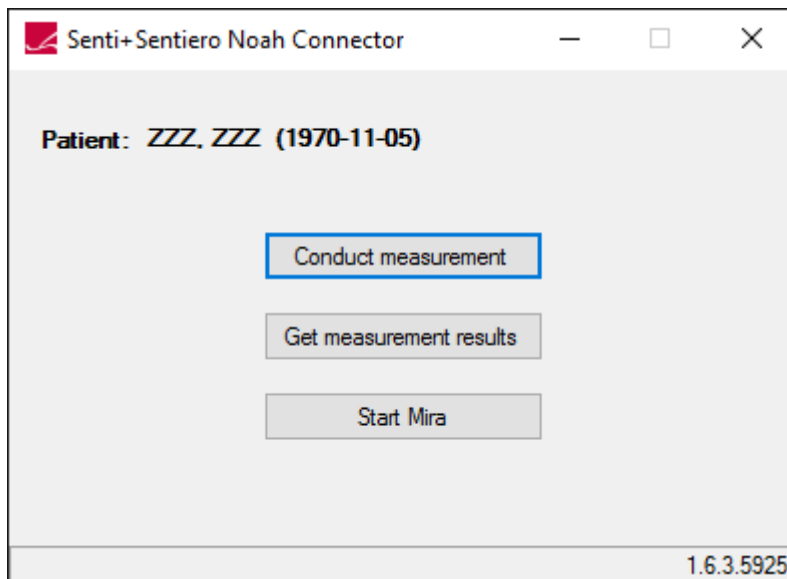 Senti+Sentiero Noah Connector
Patient: ZZZ, ZZZ (1970-11-05)
Conduct measurement
Get measurement results
Start Mira
1.6.3.5925